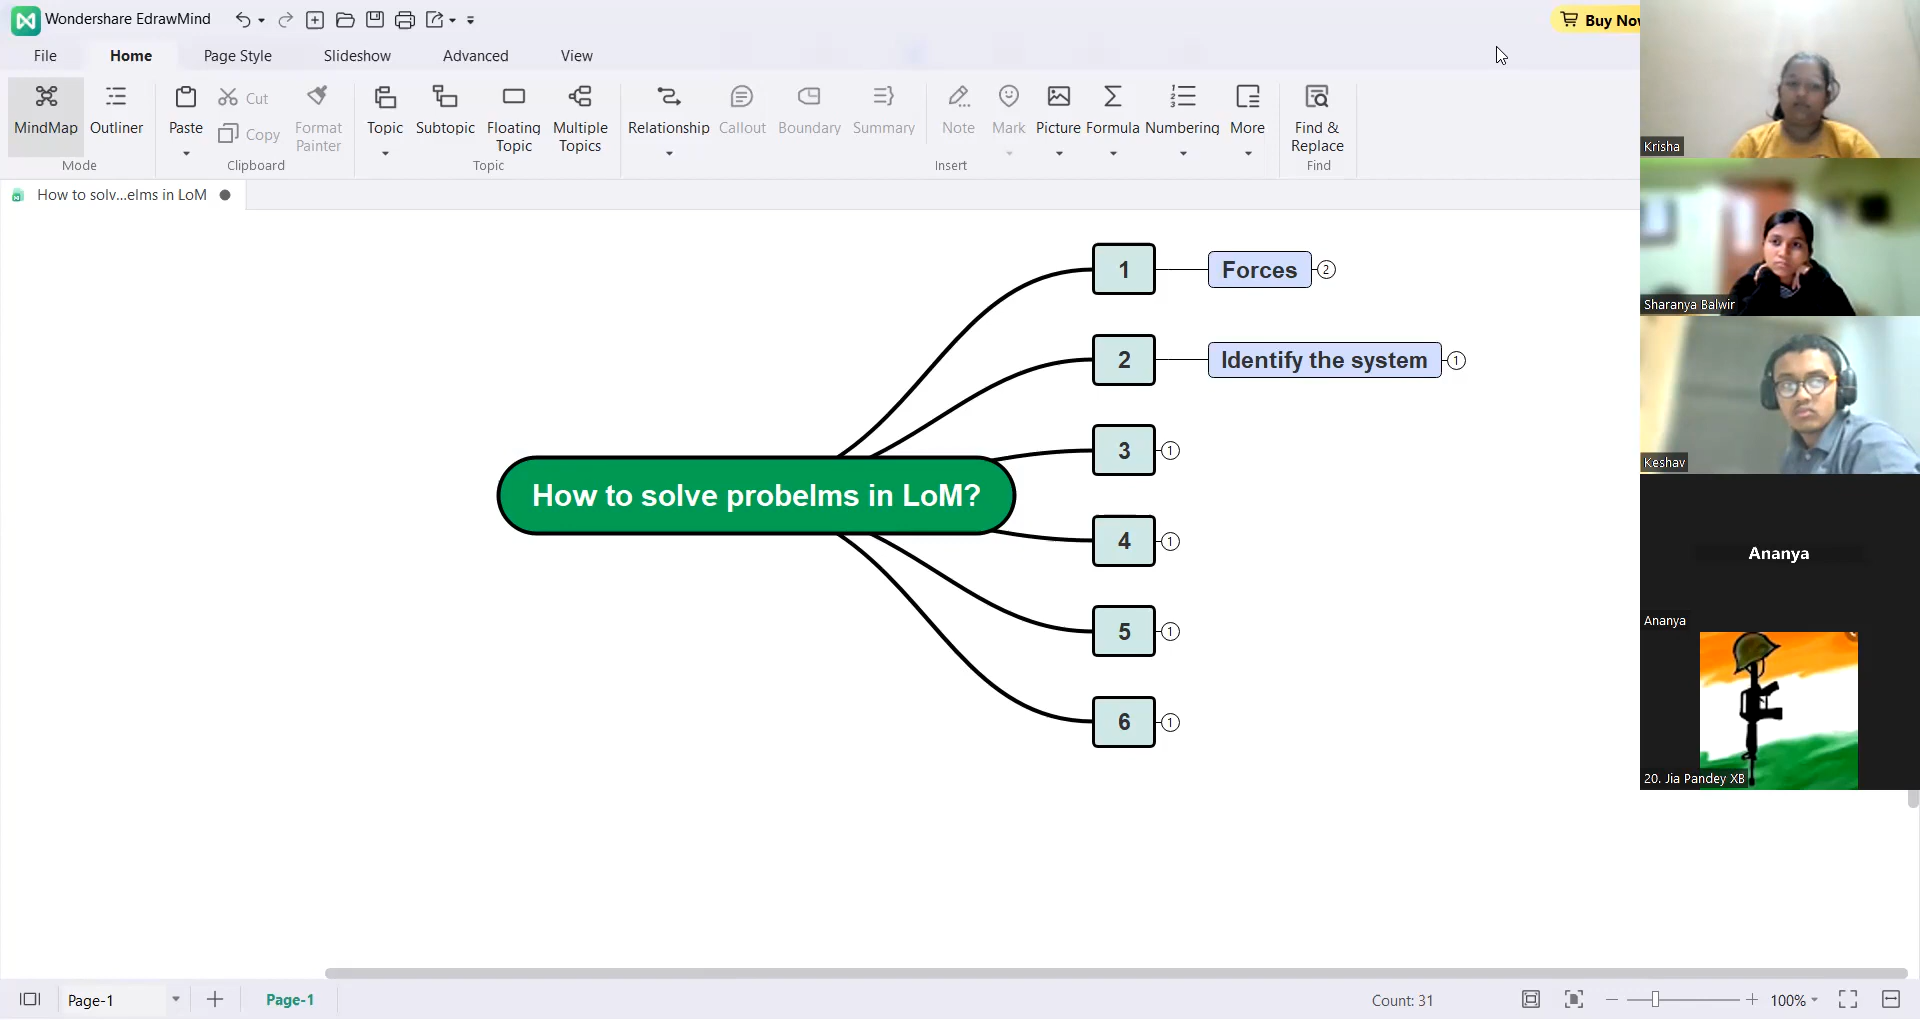 Wondershare EdrawMind
Buy Nov
File Home Page Style Slideshow Advanced View
MindMap Outliner Paste Cut Copy Format Painter Topic Subtopic Floating Topic Multiple Topics Relationship Callout Boundary Summary Note Mark Picture Formula Numbering More Find & Replace
Mode Clipboard Topic Insert Find
How to solv...elms in LoM
How to solve probelms in LoM?
1 Forces 2
2 Identify the system 1
3 1
4 1
5 1
6 1
Krisha
Sharanya Balwir
Keshav
Ananya
Ananya
20. Jia Pandey XB
Page-1 Page-1 Count: 31 100%